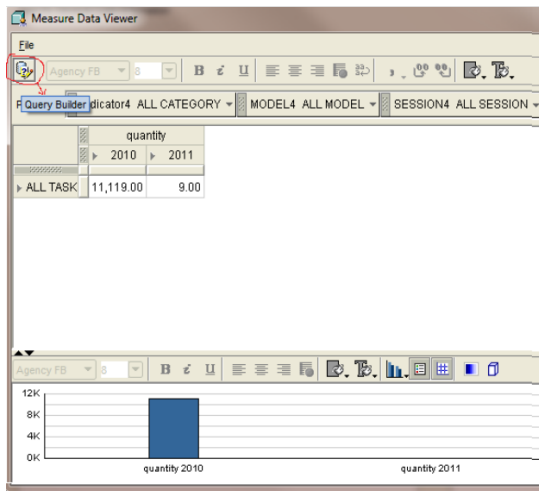 Measure Data Viewer
File
Agency FB 8 B i U
Query Builder dicator4 ALL CATEGORY MODEL4 ALL MODEL SESSION4 ALL SESSION
quantity
2010 2011
ALL TASK 11,119.00 9.00
Agency FB 8 B i U
12K
8K
4K
0K
quantity 2010 quantity 2011